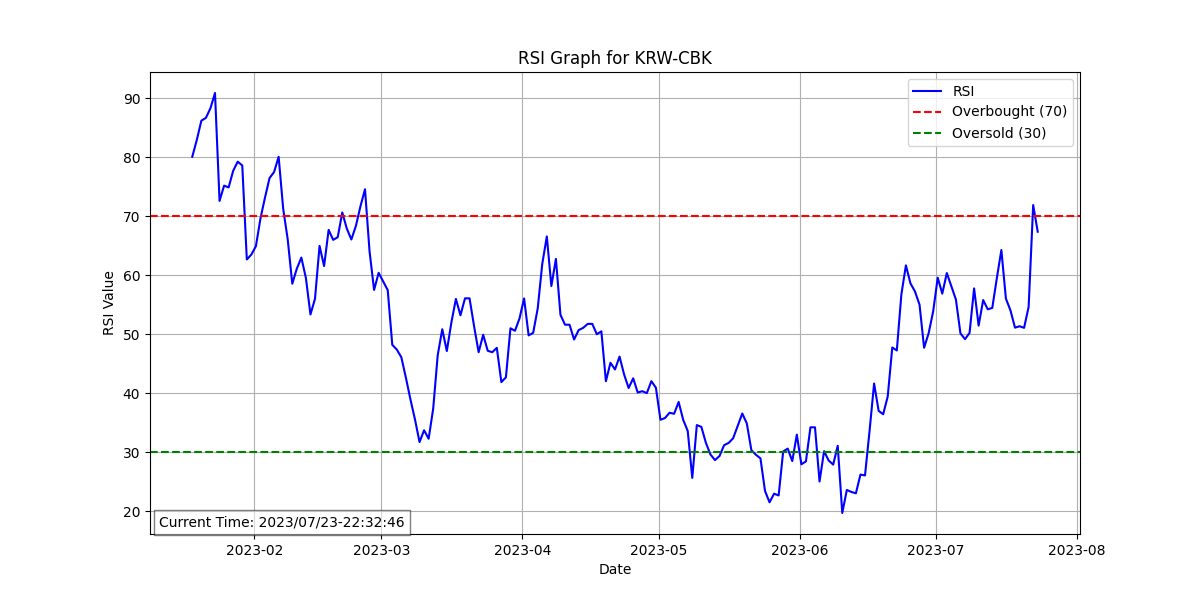 RSI Graph for KRW-CBK
RSI
Overbought (70)
Oversold (30)
RSI Value
90
80
70
60
50
40
30
20
Current Time: 2023/07/23-22:32:46
2023-02
2023-03
2023-04
2023-05
2023-06
2023-07
2023-08
Date